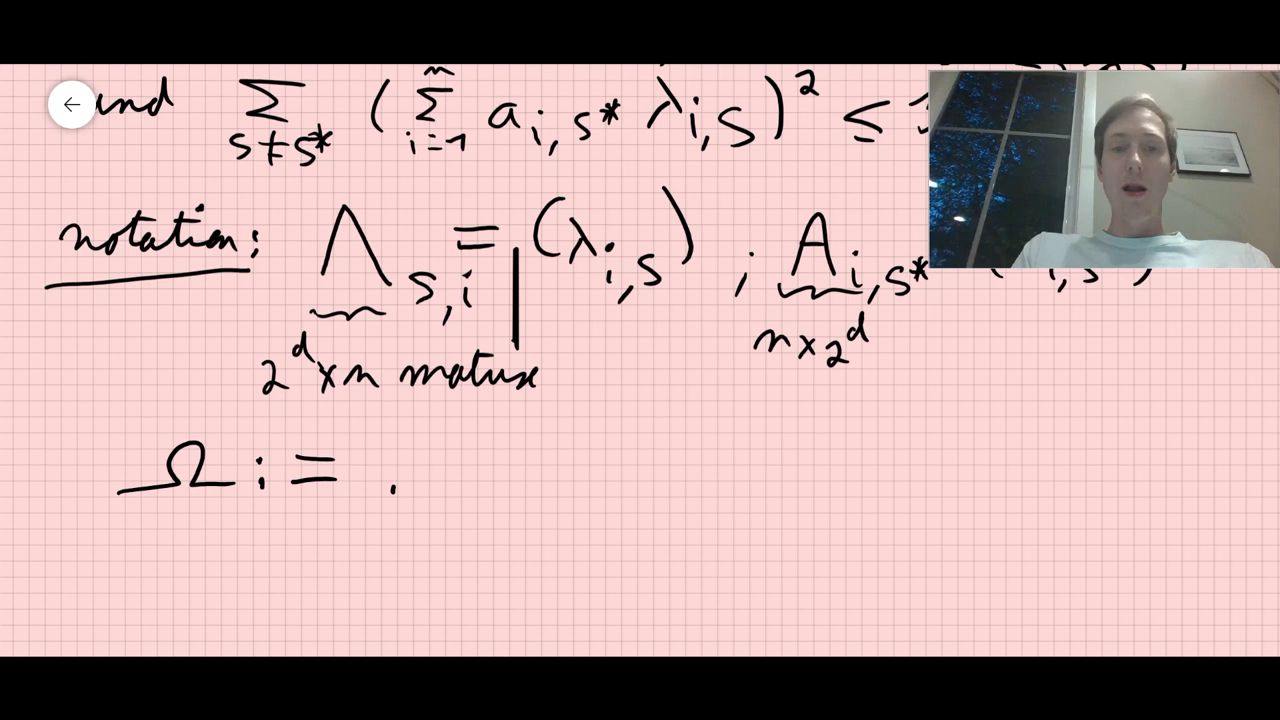 and Σ_{S≠S*} (Σ_{i=1}^{n} a_{i,S*} λ_{i,S})² ≤
notation: Λ_{S,i} = (λ_{i,S}) ; A_{i,S*}
2^d × n matrix n × 2^d
Ω :=